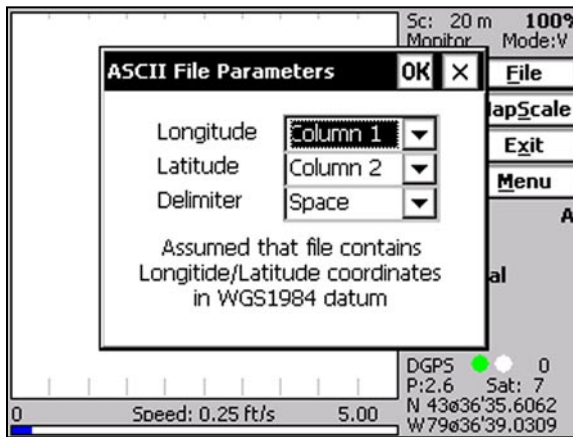 Sc: 20 m 100%
Monitor Mode:V
ASCII File Parameters OK
File
apScale
Exit
Menu
Longitude Column 1
Latitude Column 2
Delimiter Space
Assumed that file contains
Longitide/Latitude coordinates
in WGS1984 datum
A
al
DGPS 0
P:2.6 Sat: 7
N 43ø36'35.6062
W79ø36'39.0309
0 Speed: 0.25 ft/s 5.00